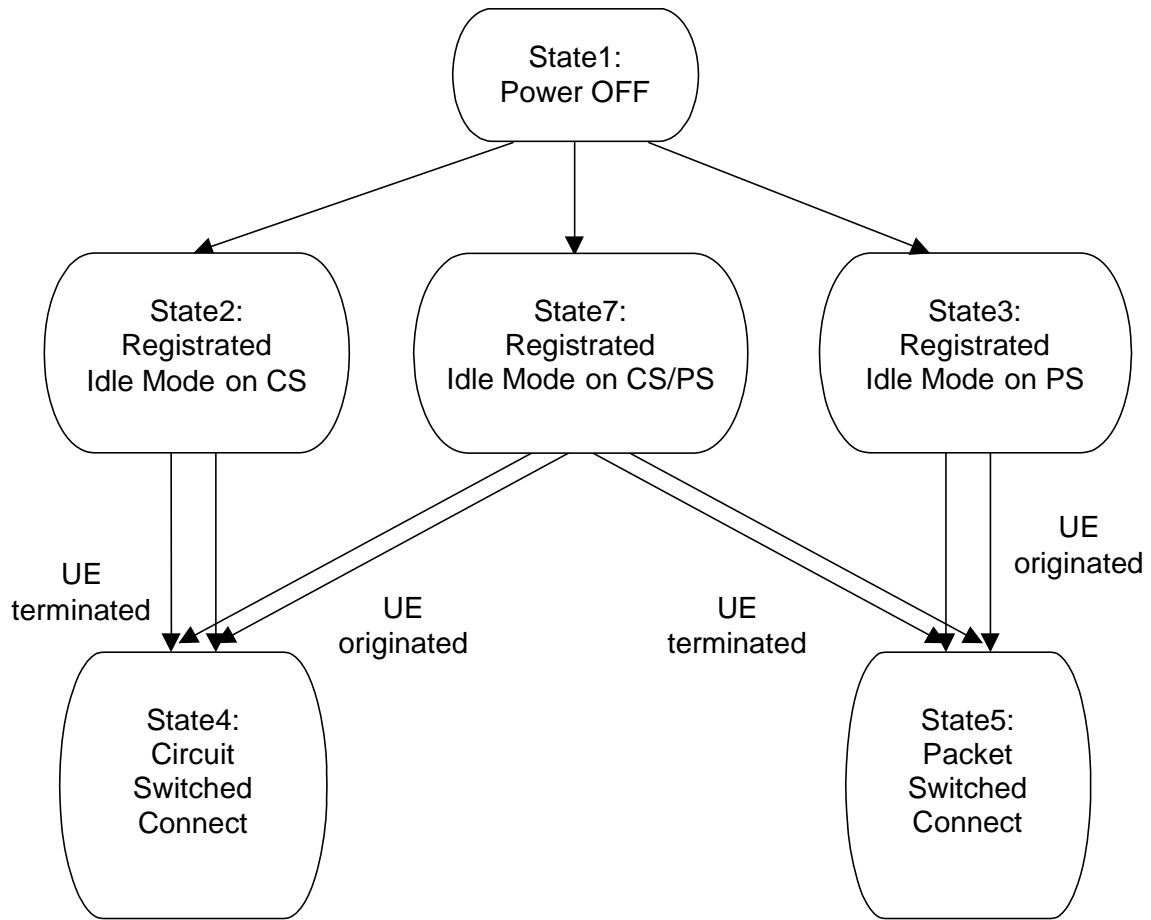 State1:
Power OFF
State2:
Registrated
Idle Mode on CS
State7:
Registrated
Idle Mode on CS/PS
State3:
Registrated
Idle Mode on PS
UE
terminated
UE
originated
UE
terminated
UE
originated
State4:
Circuit
Switched
Connect
State5:
Packet
Switched
Connect